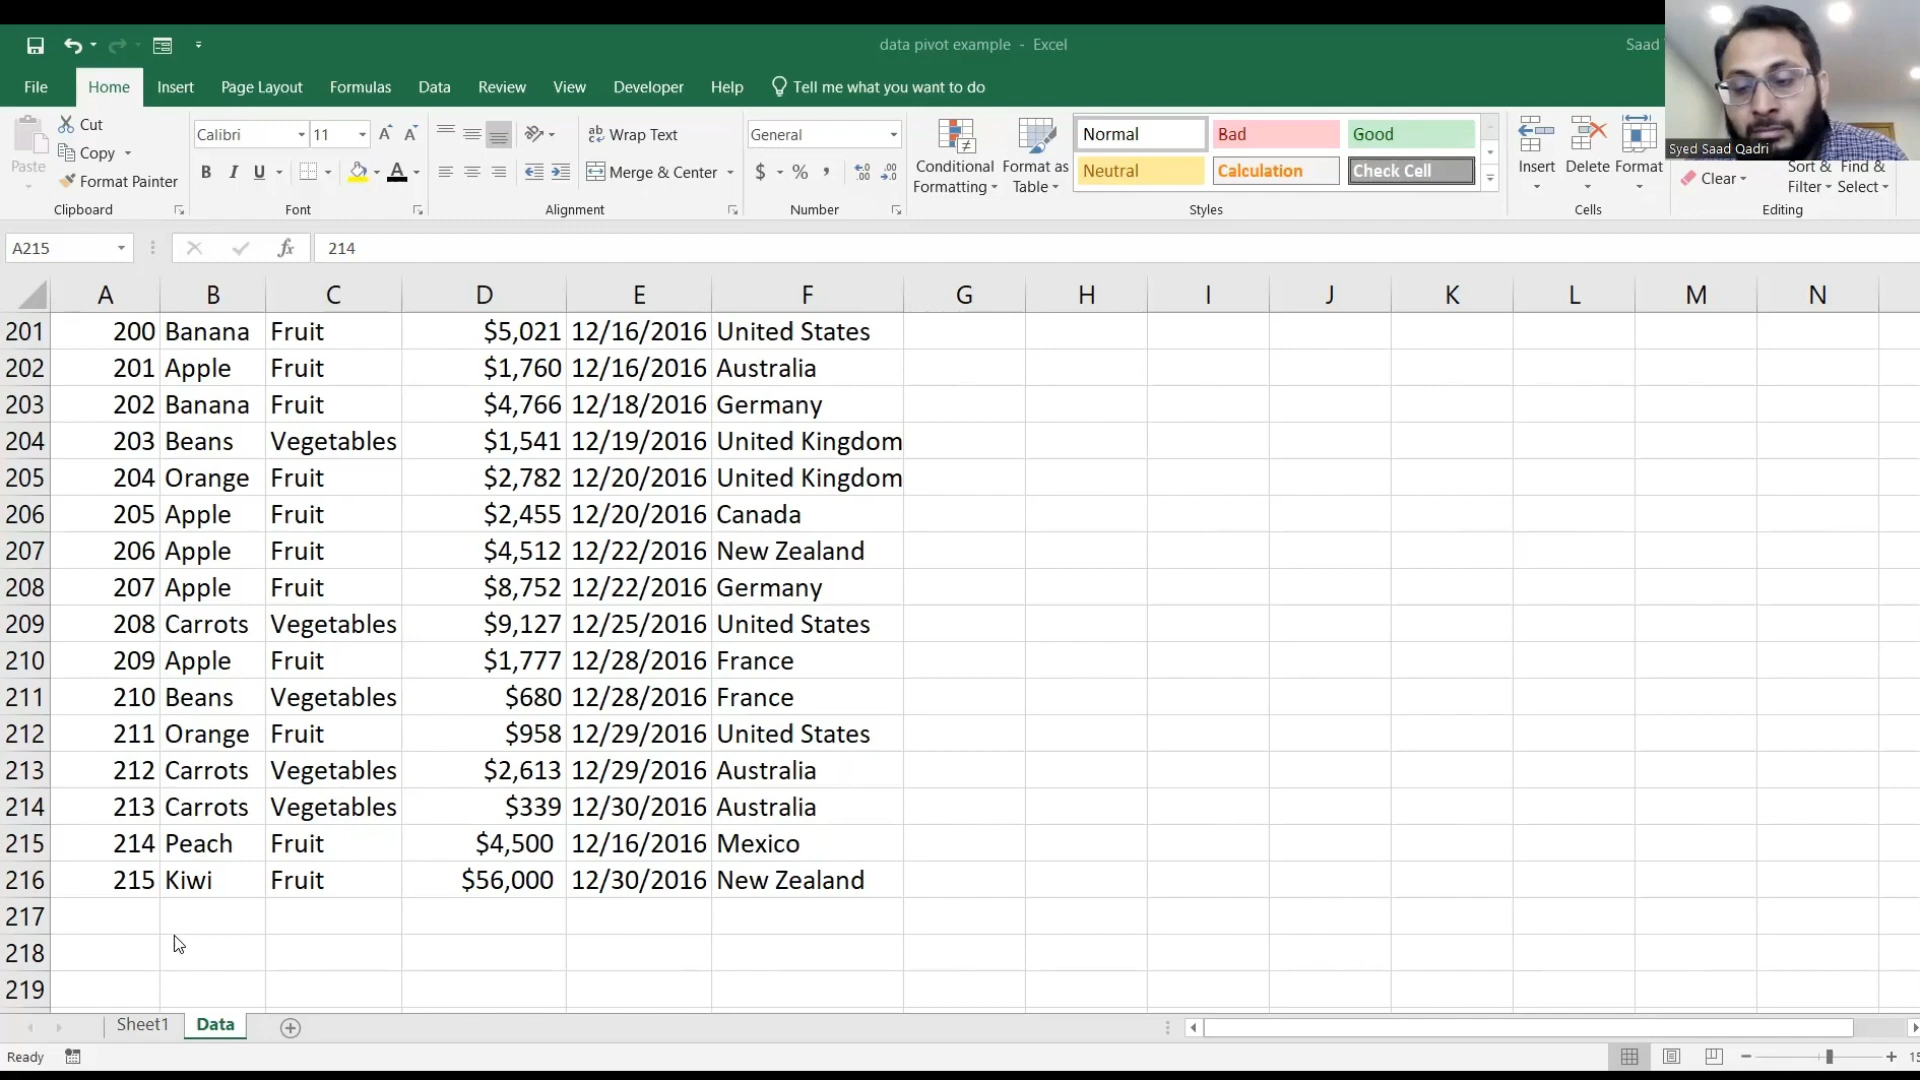 data pivot example - Excel
Saad
File Home Insert Page Layout Formulas Data Review View Developer Help Tell me what you want to do
Syed Saad Qadri
Paste
Cut
Copy
Format Painter
Clipboard
Calibri 11
B I U
Font
Wrap Text
Merge & Center
Alignment
General
$ % ,
Number
Conditional Formatting
Format as Table
Normal Bad Good
Neutral Calculation Check Cell
Styles
Insert Delete Format
Cells
Clear
Sort & Filter
Find & Select
Editing
A215 fx 214
A B C D E F G H I J K L M N
201 200 Banana Fruit $5,021 12/16/2016 United States
202 201 Apple Fruit $1,760 12/16/2016 Australia
203 202 Banana Fruit $4,766 12/18/2016 Germany
204 203 Beans Vegetables $1,541 12/19/2016 United Kingdom
205 204 Orange Fruit $2,782 12/20/2016 United Kingdom
206 205 Apple Fruit $2,455 12/20/2016 Canada
207 206 Apple Fruit $4,512 12/22/2016 New Zealand
208 207 Apple Fruit $8,752 12/22/2016 Germany
209 208 Carrots Vegetables $9,127 12/25/2016 United States
210 209 Apple Fruit $1,777 12/28/2016 France
211 210 Beans Vegetables $680 12/28/2016 France
212 211 Orange Fruit $958 12/29/2016 United States
213 212 Carrots Vegetables $2,613 12/29/2016 Australia
214 213 Carrots Vegetables $339 12/30/2016 Australia
215 214 Peach Fruit $4,500 12/16/2016 Mexico
216 215 Kiwi Fruit $56,000 12/30/2016 New Zealand
217
218
219
Sheet1 Data
Ready